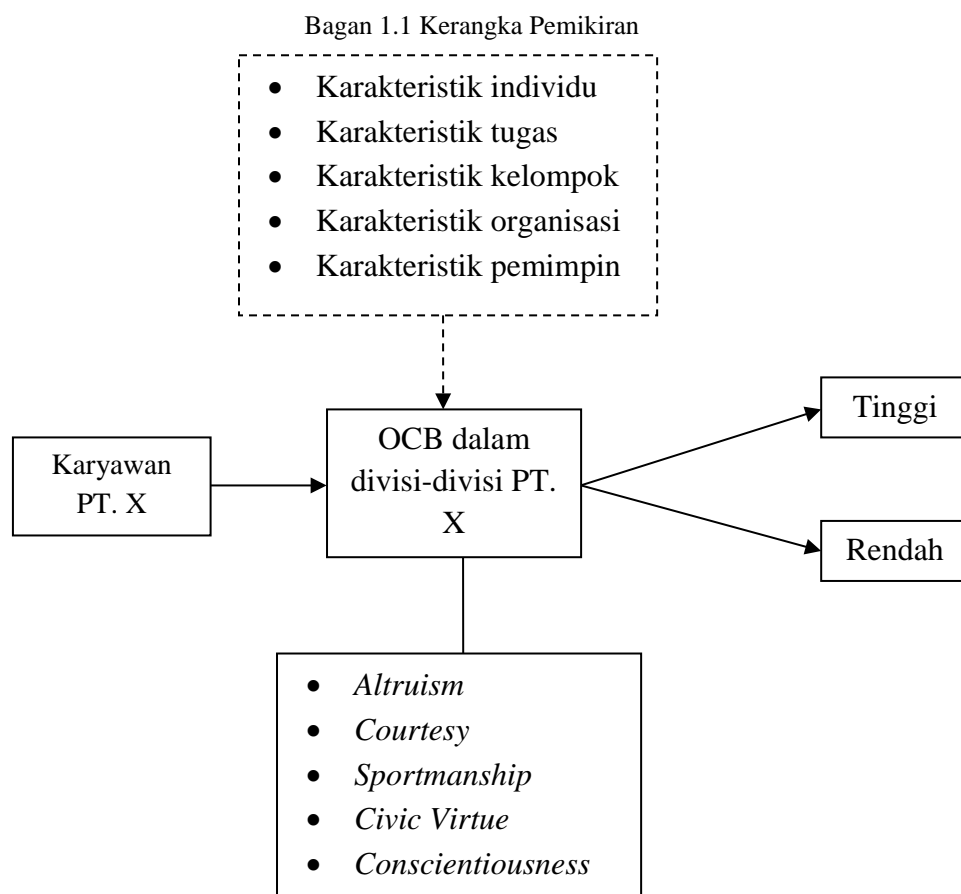 Bagan 1.1 Kerangka Pemikiran
• Karakteristik individu
• Karakteristik tugas
• Karakteristik kelompok
• Karakteristik organisasi
• Karakteristik pemimpin
Karyawan
PT. X
OCB dalam
divisi-divisi PT.
X
Tinggi
Rendah
• Altruism
• Courtesy
• Sportmanship
• Civic Virtue
• Conscientiousness